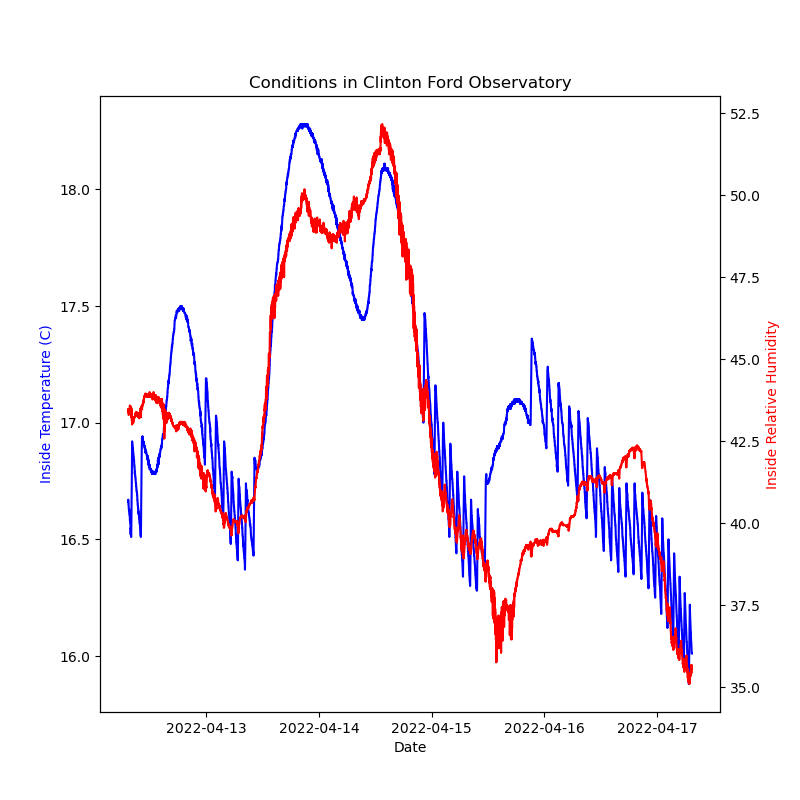 Conditions in Clinton Ford Observatory
Inside Temperature (C)
18.0
17.5
17.0
16.5
16.0
52.5
50.0
47.5
45.0
42.5
40.0
37.5
35.0
Inside Relative Humidity
2022-04-13 2022-04-14 2022-04-15 2022-04-16 2022-04-17
Date